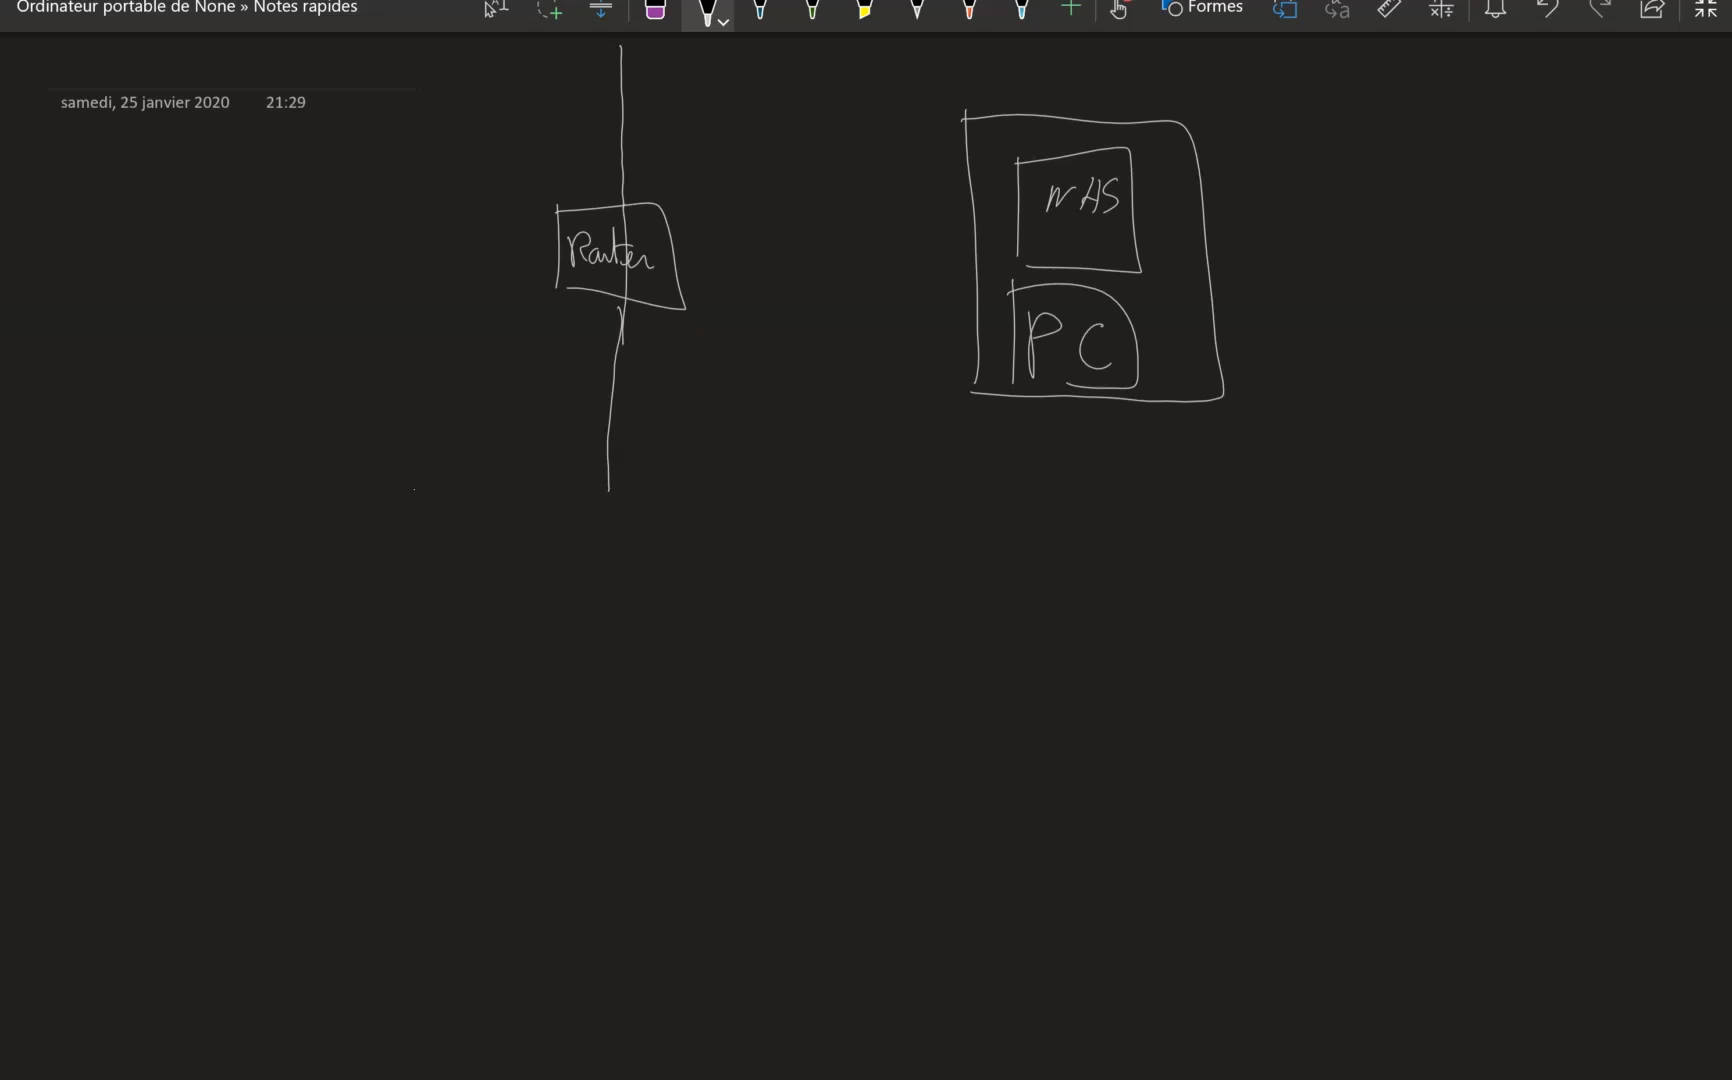 Ordinateur portable de None » Notes rapides
Formes
samedi, 25 janvier 2020 21:29
Router
NAS
PC